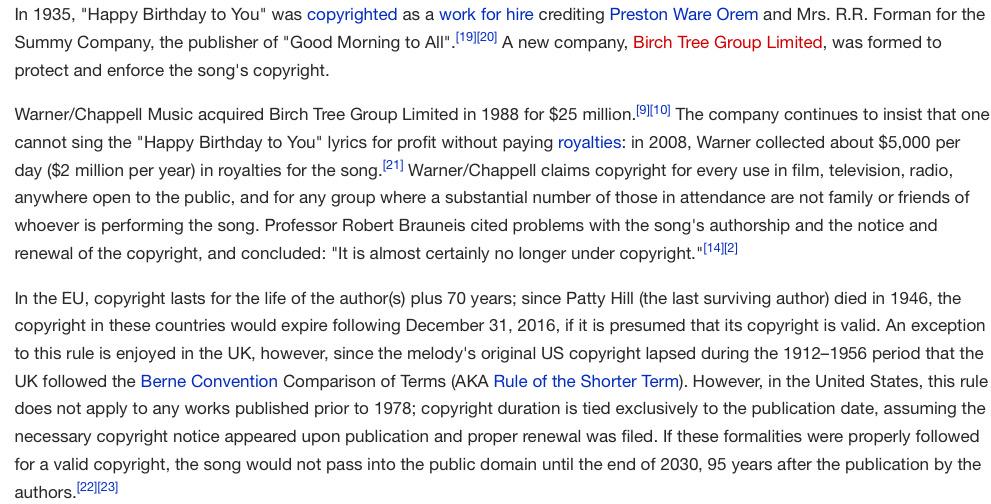 In 1935, "Happy Birthday to You" was copyrighted as a work for hire crediting Preston Ware Orem and Mrs. R.R. Forman for the
Summy Company, the publisher of "Good Morning to All".[19][20] A new company, Birch Tree Group Limited, was formed to
protect and enforce the song's copyright.
Warner/Chappell Music acquired Birch Tree Group Limited in 1988 for $25 million.[9][10] The company continues to insist that one
cannot sing the "Happy Birthday to You" lyrics for profit without paying royalties: in 2008, Warner collected about $5,000 per
day ($2 million per year) in royalties for the song.[21] Warner/Chappell claims copyright for every use in film, television, radio,
anywhere open to the public, and for any group where a substantial number of those in attendance are not family or friends of
whoever is performing the song. Professor Robert Brauneis cited problems with the song's authorship and the notice and
renewal of the copyright, and concluded: "It is almost certainly no longer under copyright."[14][2]
In the EU, copyright lasts for the life of the author(s) plus 70 years; since Patty Hill (the last surviving author) died in 1946, the
copyright in these countries would expire following December 31, 2016, if it is presumed that its copyright is valid. An exception
to this rule is enjoyed in the UK, however, since the melody's original US copyright lapsed during the 1912–1956 period that the
UK followed the Berne Convention Comparison of Terms (AKA Rule of the Shorter Term). However, in the United States, this rule
does not apply to any works published prior to 1978; copyright duration is tied exclusively to the publication date, assuming the
necessary copyright notice appeared upon publication and proper renewal was filed. If these formalities were properly followed
for a valid copyright, the song would not pass into the public domain until the end of 2030, 95 years after the publication by the
authors.[22][23]